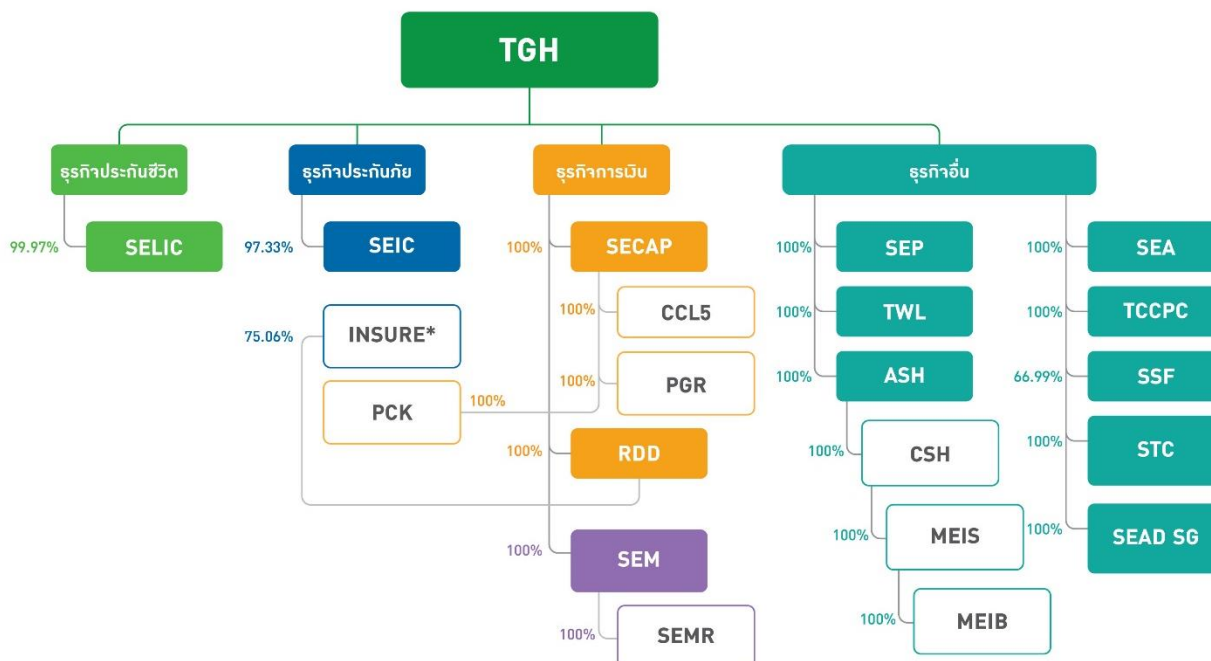 TGH
ธุรกิจประกันชีวิต
ธุรกิจประกันภัย
ธุรกิจการเงิน
ธุรกิจอื่น
99.97%
SELIC
97.33%
SEIC
100%
SECAP
100%
SEP
100%
SEA
75.06%
INSURE*
100%
CCL5
100%
TWL
100%
TCCPC
PCK
100%
100%
PGR
100%
ASH
66.99%
SSF
100%
RDD
100%
CSH
100%
STC
100%
SEM
100%
MEIS
100%
SEAD SG
100%
SEMR
100%
MEIB